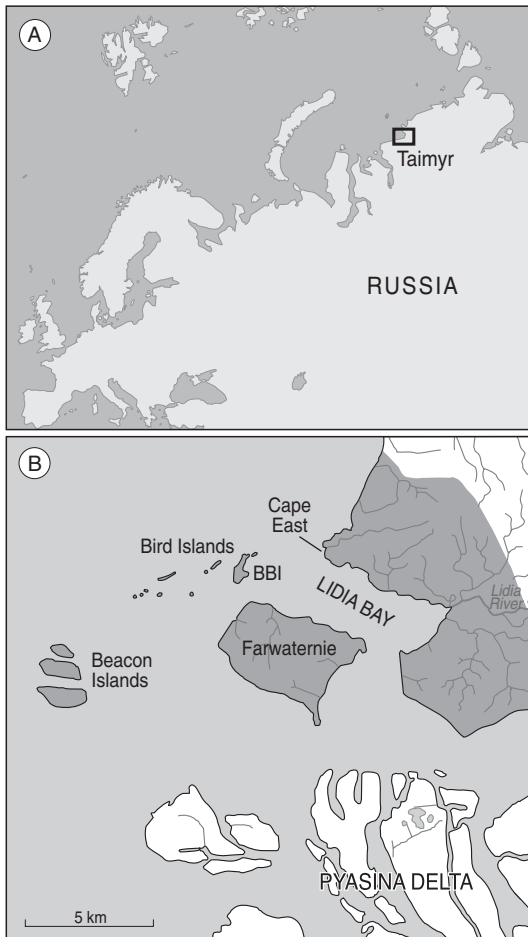 A
Taimyr
RUSSIA
B
Cape
East
Bird Islands
BBI
LIDIA BAY
Lidia
River
Farwaternie
Beacon
Islands
PYASINA DELTA
5 km